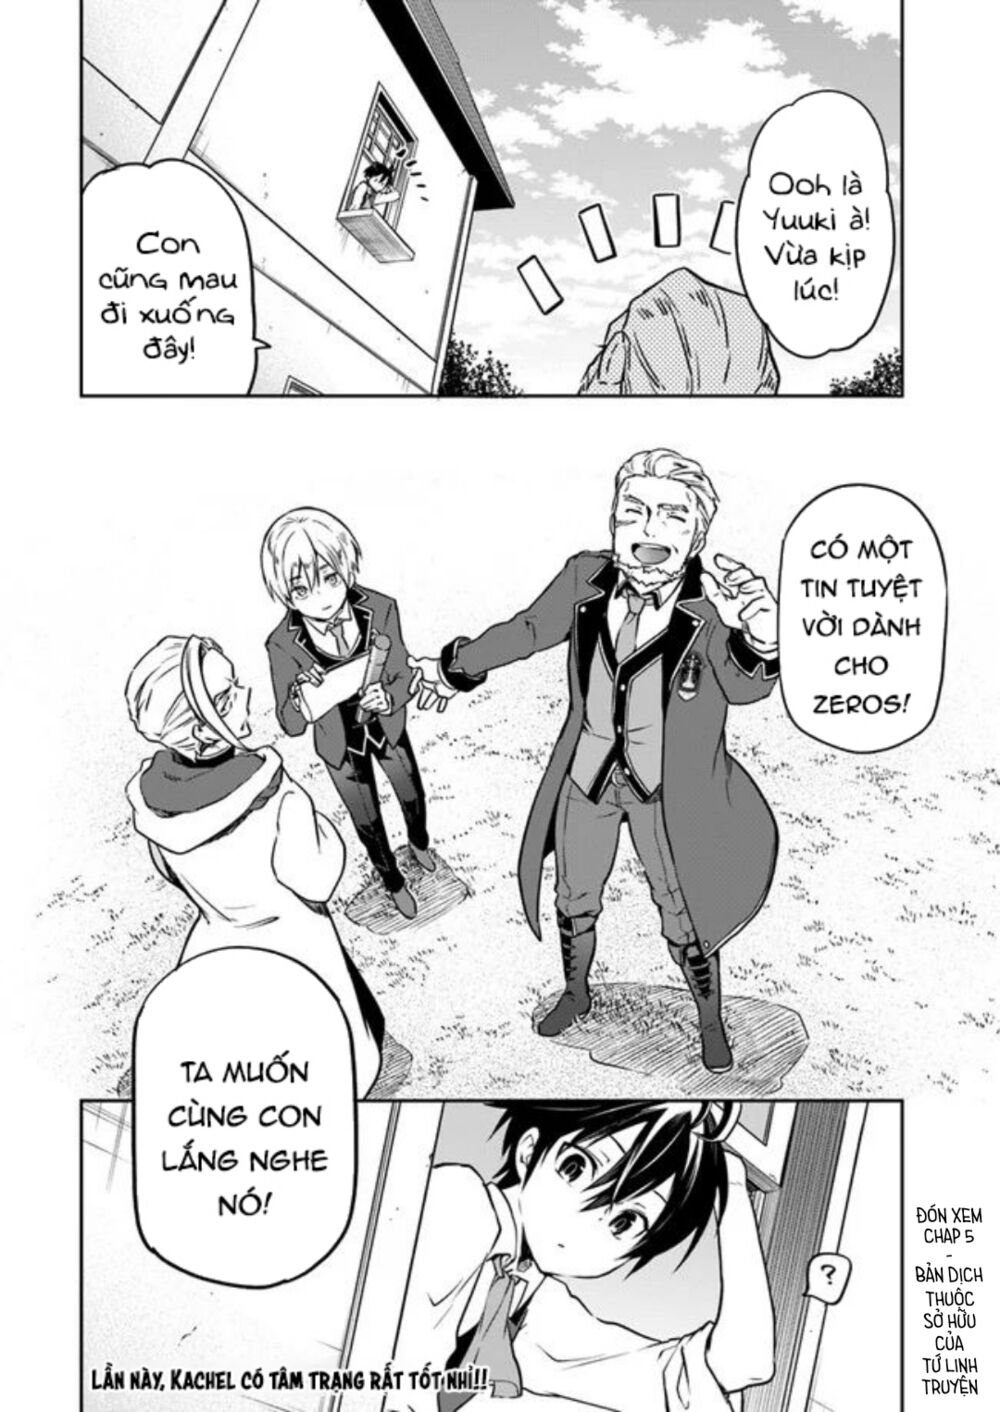 Ooh là
Yuuki à!
Vừa kịp
lúc!
Con
cũng mau
đi xuống
đây!
CÓ MỘT
TIN TUYỆT
VỜI DÀNH
CHO
ZEROS!
TA MUỐN
CÙNG CON
LẮNG NGHE
NÓ!
?
LẦN NÀY, KACHEL CÓ TÂM TRẠNG RẤT TỐT NHỈ!!
ĐÓN XEM
CHAP 5
-
BẢN DỊCH
THUỘC
SỞ HỮU
CỦA
TỨ LINH
TRUYỆN